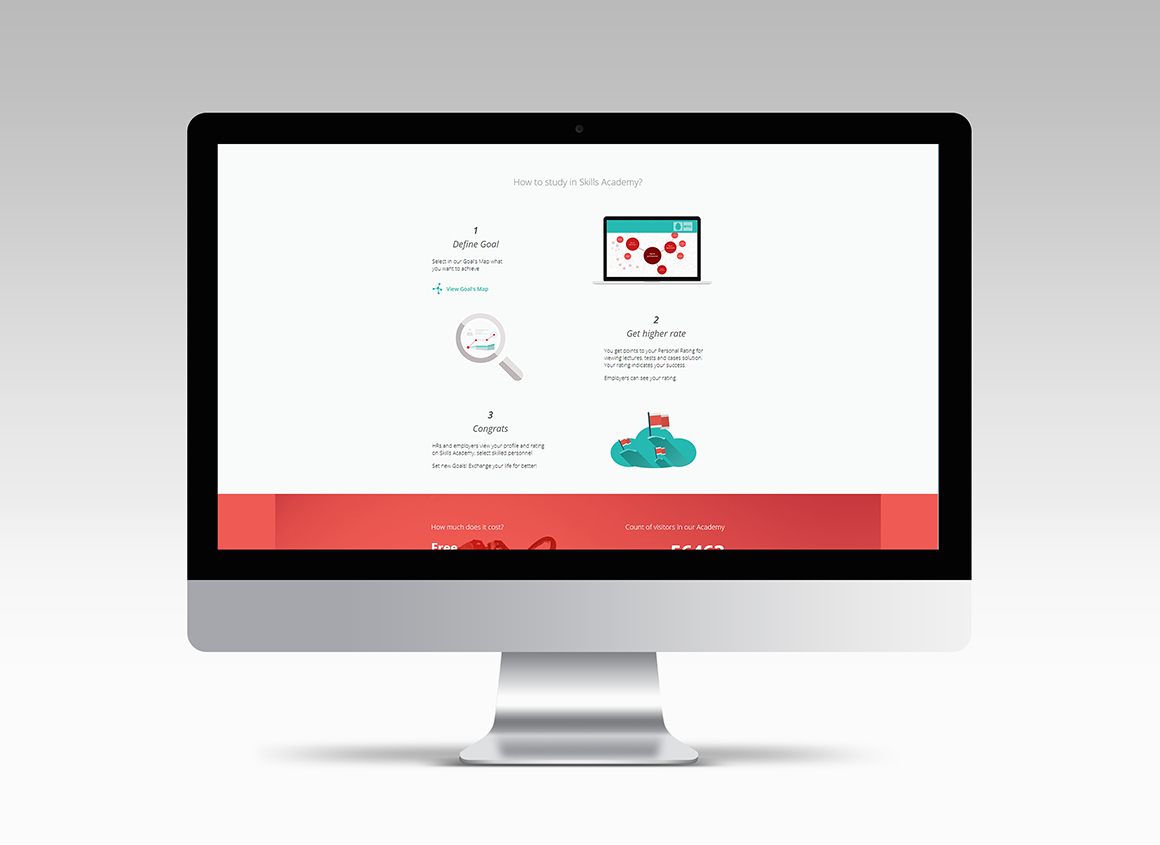 How to study in Skills Academy?
1
Define Goal
Select in our Goal's Map what
you want to achieve
View Goal's Map
2
Get higher rate
You get points to your Personal Rating for
viewing lectures, tests and cases solution.
Your rating indicates your success.
Employers can see your rating
3
Congrats
HRs and employers view your profile and rating
on Skills Academy, select skilled personnel
Set new Goals! Exchange your life for better!
How much does it cost?
Count of visitors in our Academy
Free
56463